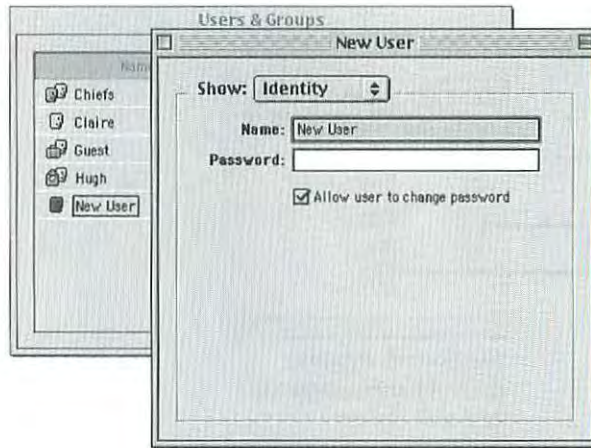 Users & Groups
Name
Chiefs
Claire
Guest
Hugh
New User
New User
Show: Identity
Name: New User
Password:
Allow user to change password